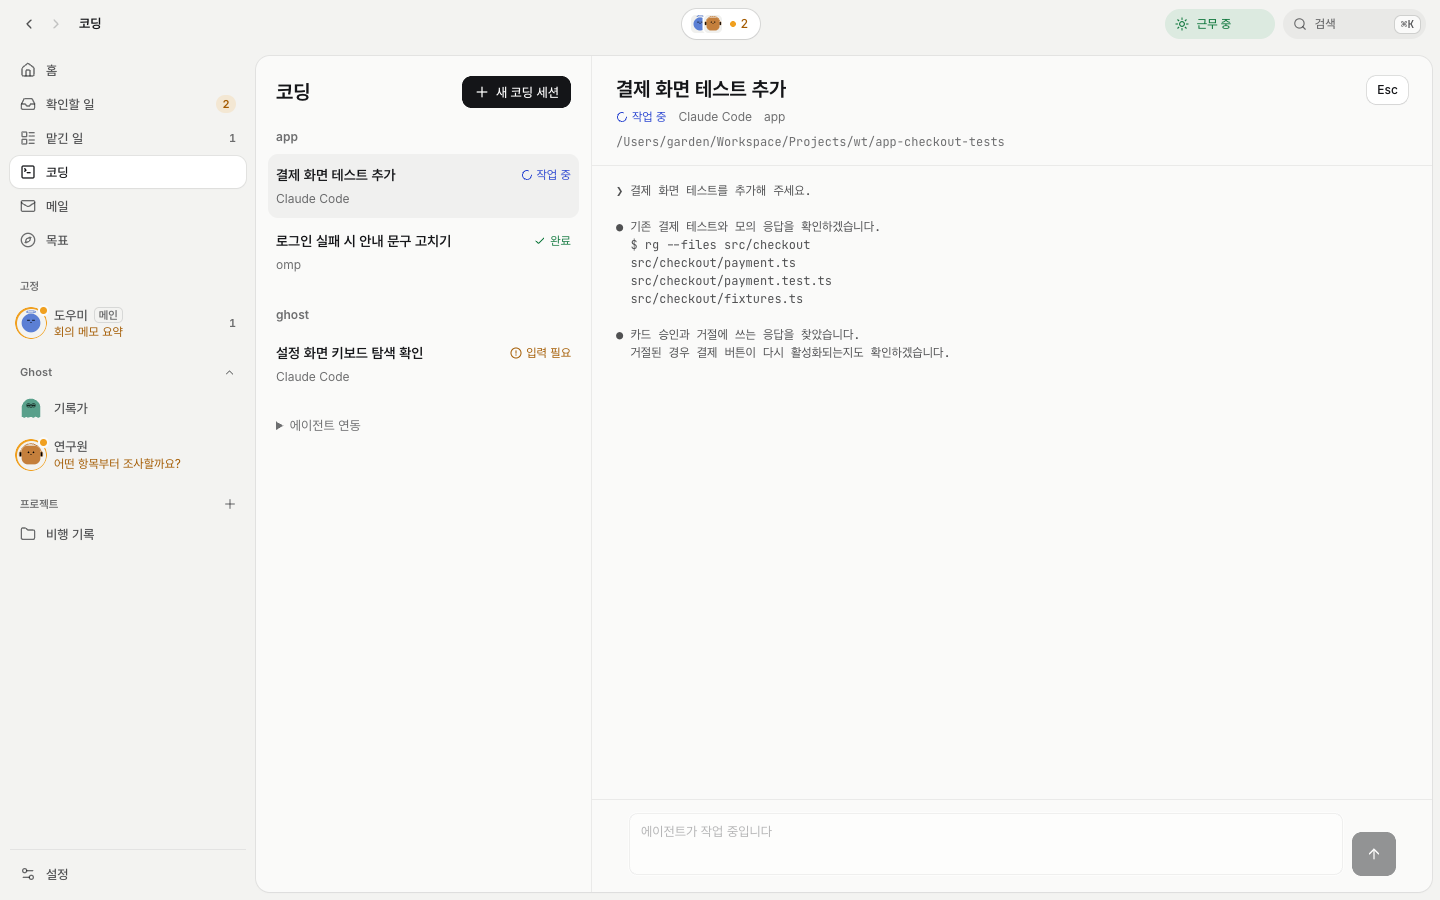 코딩
2
근무 중
검색
⌘K
홈
확인할 일
2
맡긴 일
1
코딩
메일
목표
고정
도우미
메인
회의 메모 요약
1
Ghost
기록가
연구원
어떤 항목부터 조사할까요?
프로젝트
비행 기록
설정
코딩
새 코딩 세션
app
결제 화면 테스트 추가
작업 중
Claude Code
로그인 실패 시 안내 문구 고치기
완료
omp
ghost
설정 화면 키보드 탐색 확인
입력 필요
Claude Code
에이전트 연동
결제 화면 테스트 추가
Esc
작업 중 Claude Code app
/Users/garden/Workspace/Projects/wt/app-checkout-tests
❯ 결제 화면 테스트를 추가해 주세요.
● 기존 결제 테스트와 모의 응답을 확인하겠습니다.
$ rg --files src/checkout
src/checkout/payment.ts
src/checkout/payment.test.ts
src/checkout/fixtures.ts
● 카드 승인과 거절에 쓰는 응답을 찾았습니다.
거절된 경우 결제 버튼이 다시 활성화되는지도 확인하겠습니다.
에이전트가 작업 중입니다